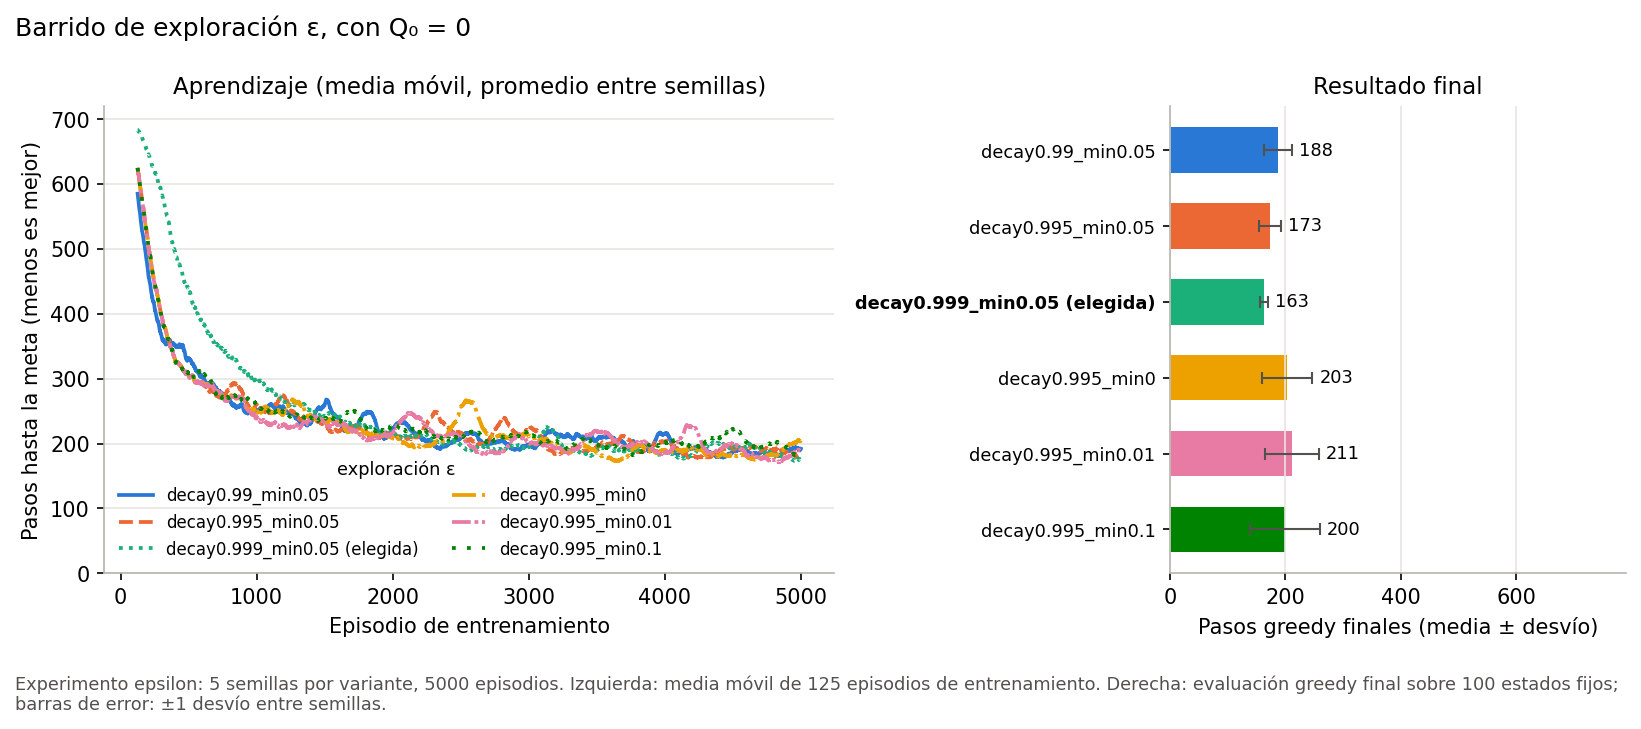 Barrido de exploración ε, con Q₀ = 0
Aprendizaje (media móvil, promedio entre semillas)
Pasos hasta la meta (menos es mejor)
700
600
500
400
300
200
100
0
0 1000 2000 3000 4000 5000
Episodio de entrenamiento
exploración ε
decay0.99_min0.05
decay0.995_min0.05
decay0.999_min0.05 (elegida)
decay0.995_min0
decay0.995_min0.01
decay0.995_min0.1
Resultado final
decay0.99_min0.05 188
decay0.995_min0.05 173
decay0.999_min0.05 (elegida) 163
decay0.995_min0 203
decay0.995_min0.01 211
decay0.995_min0.1 200
0 200 400 600
Pasos greedy finales (media ± desvío)
Experimento epsilon: 5 semillas por variante, 5000 episodios. Izquierda: media móvil de 125 episodios de entrenamiento. Derecha: evaluación greedy final sobre 100 estados fijos;
barras de error: ±1 desvío entre semillas.